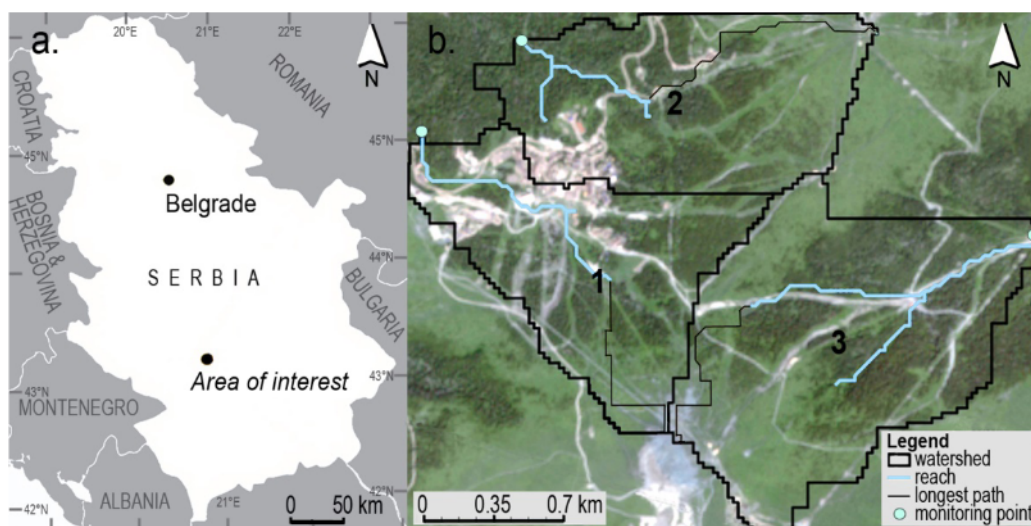 a.
20°E
21°E
N
ROMANIA
CROATIA
45°N
45°N
Belgrade
BOSNIA &
HERZEGOVINA
SERBIA
44°N
BULGARIA
Area of interest
43°N
43°N
MONTENEGRO
ALBANIA
42°N
21°E
42°N
0 50 km
b.
N
2
1
3
0 0.35 0.7 km
Legend
watershed
reach
longest path
monitoring point